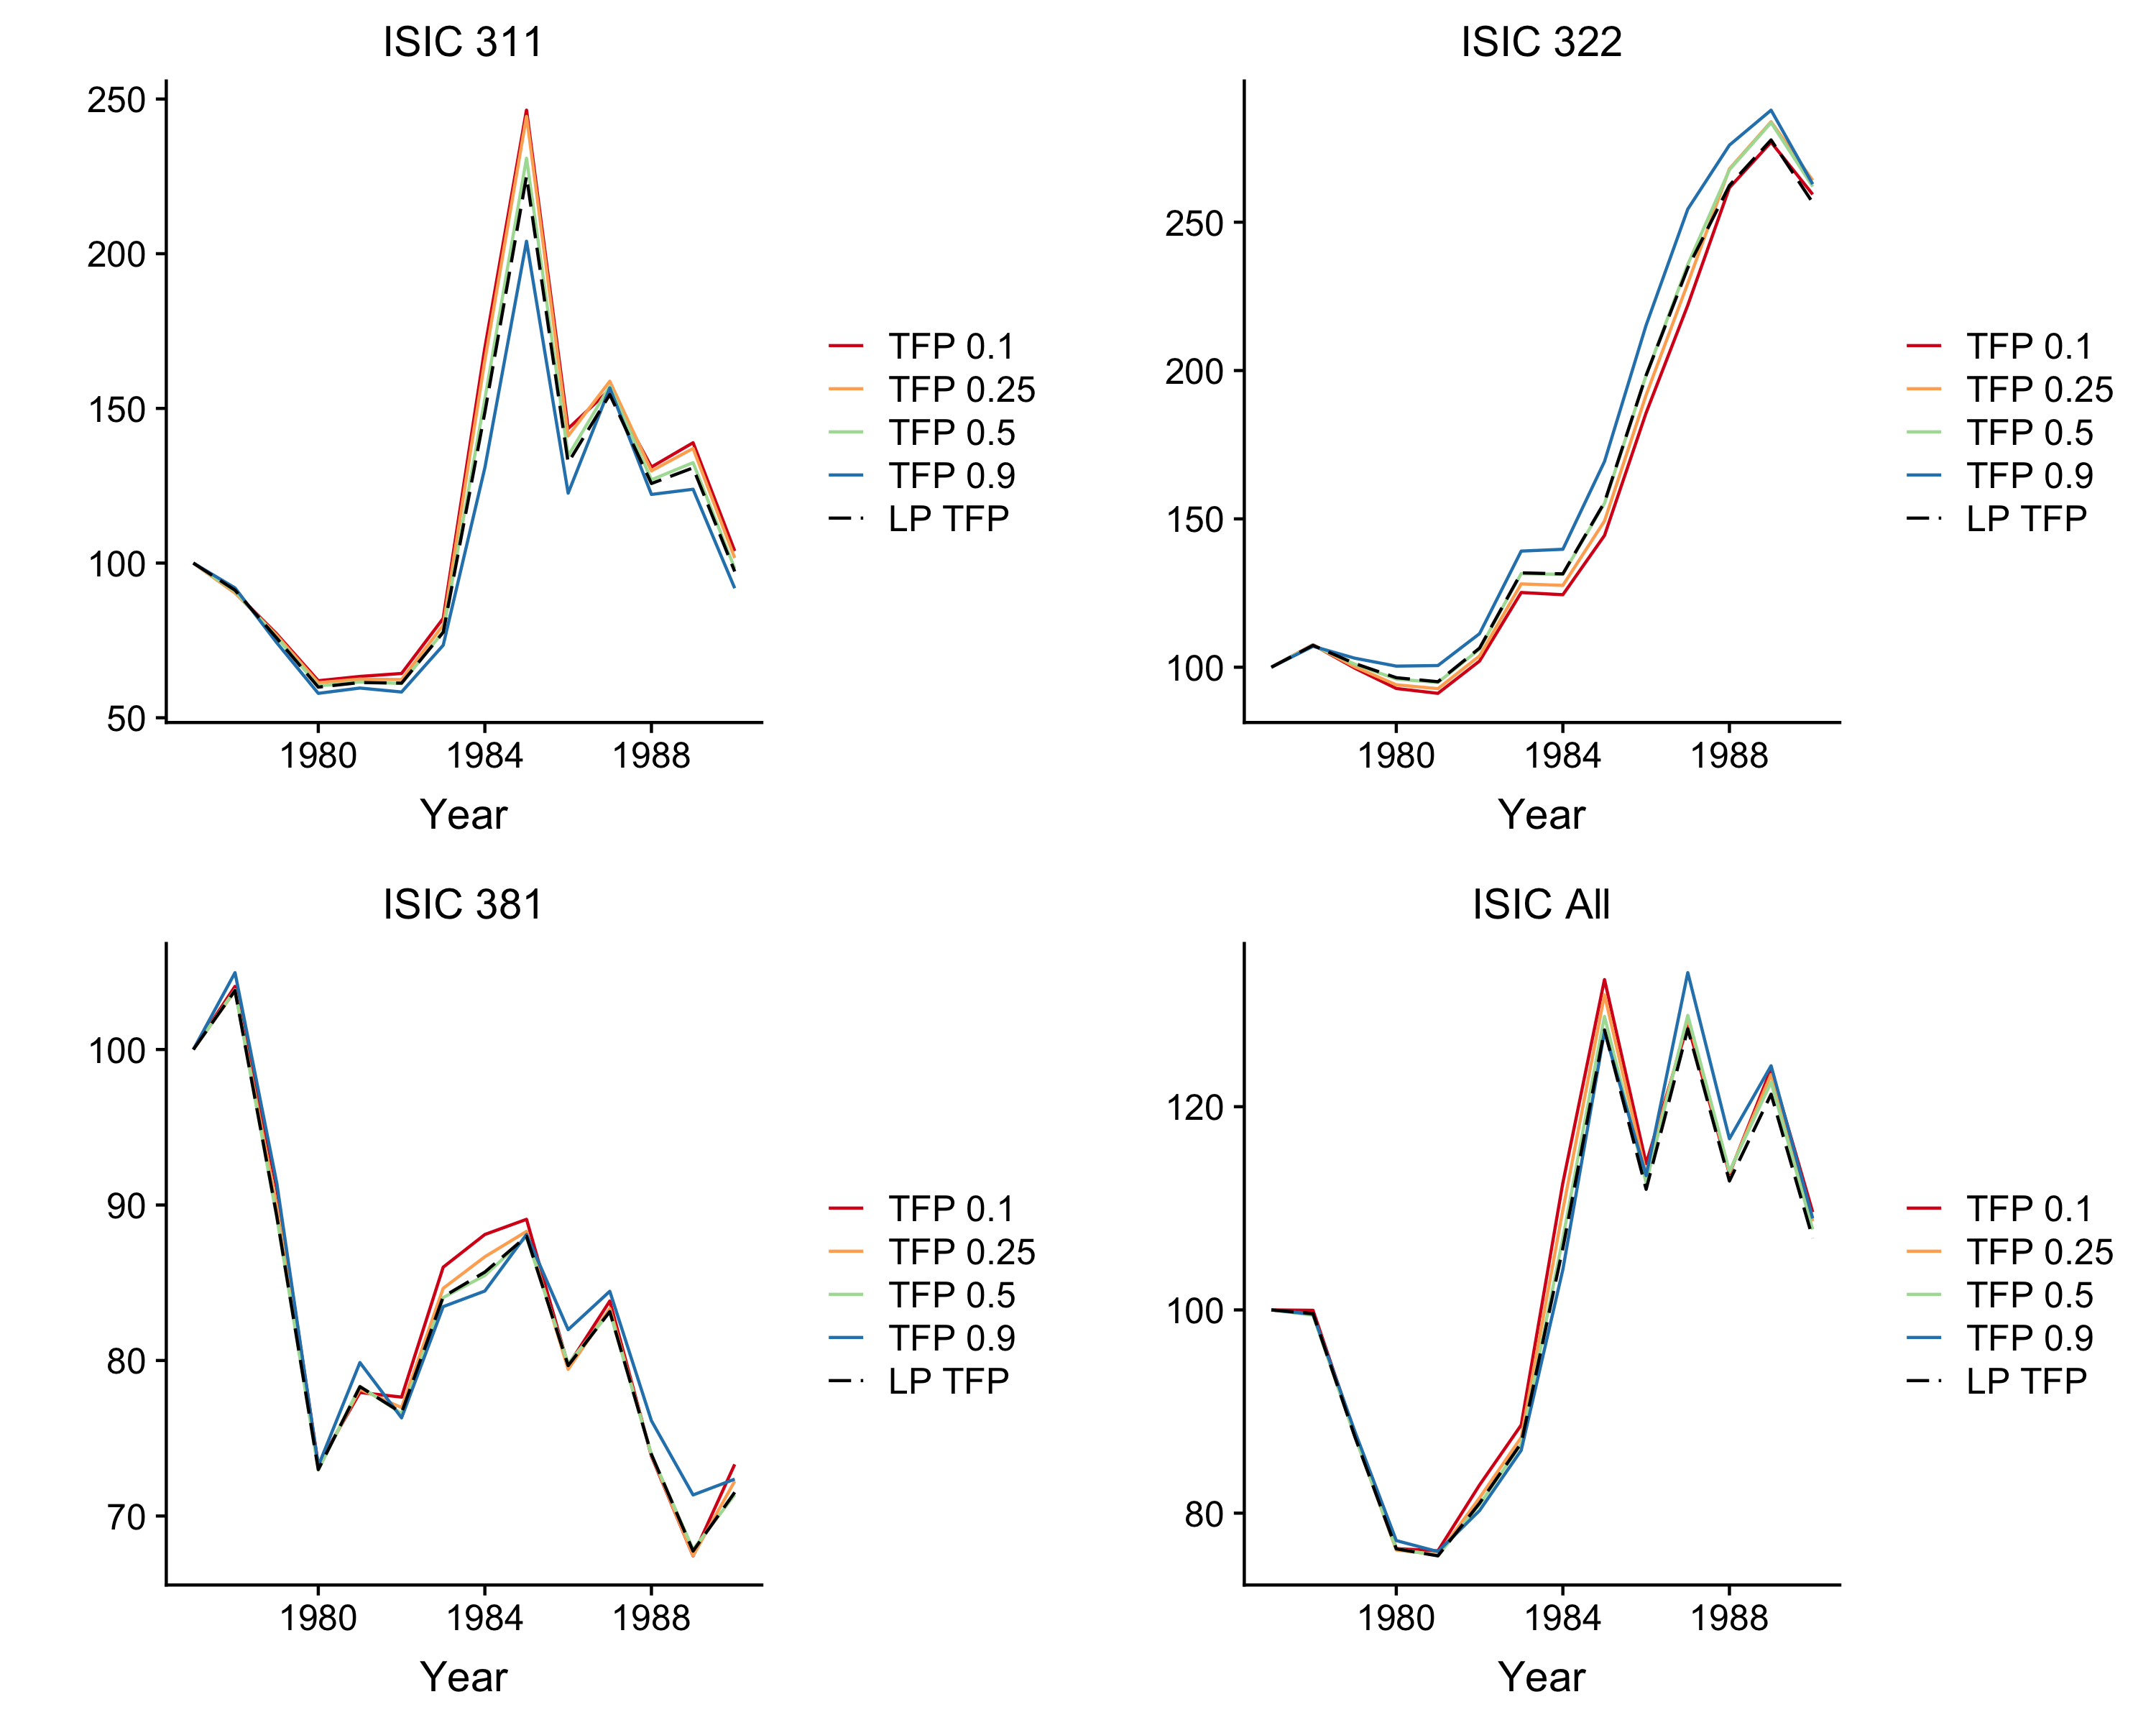 ISIC 311
250
200
150
100
50
1980 1984 1988
Year
TFP 0.1
TFP 0.25
TFP 0.5
TFP 0.9
LP TFP
ISIC 322
250
200
150
100
1980 1984 1988
Year
TFP 0.1
TFP 0.25
TFP 0.5
TFP 0.9
LP TFP
ISIC 381
100
90
80
70
1980 1984 1988
Year
TFP 0.1
TFP 0.25
TFP 0.5
TFP 0.9
LP TFP
ISIC All
120
100
80
1980 1984 1988
Year
TFP 0.1
TFP 0.25
TFP 0.5
TFP 0.9
LP TFP